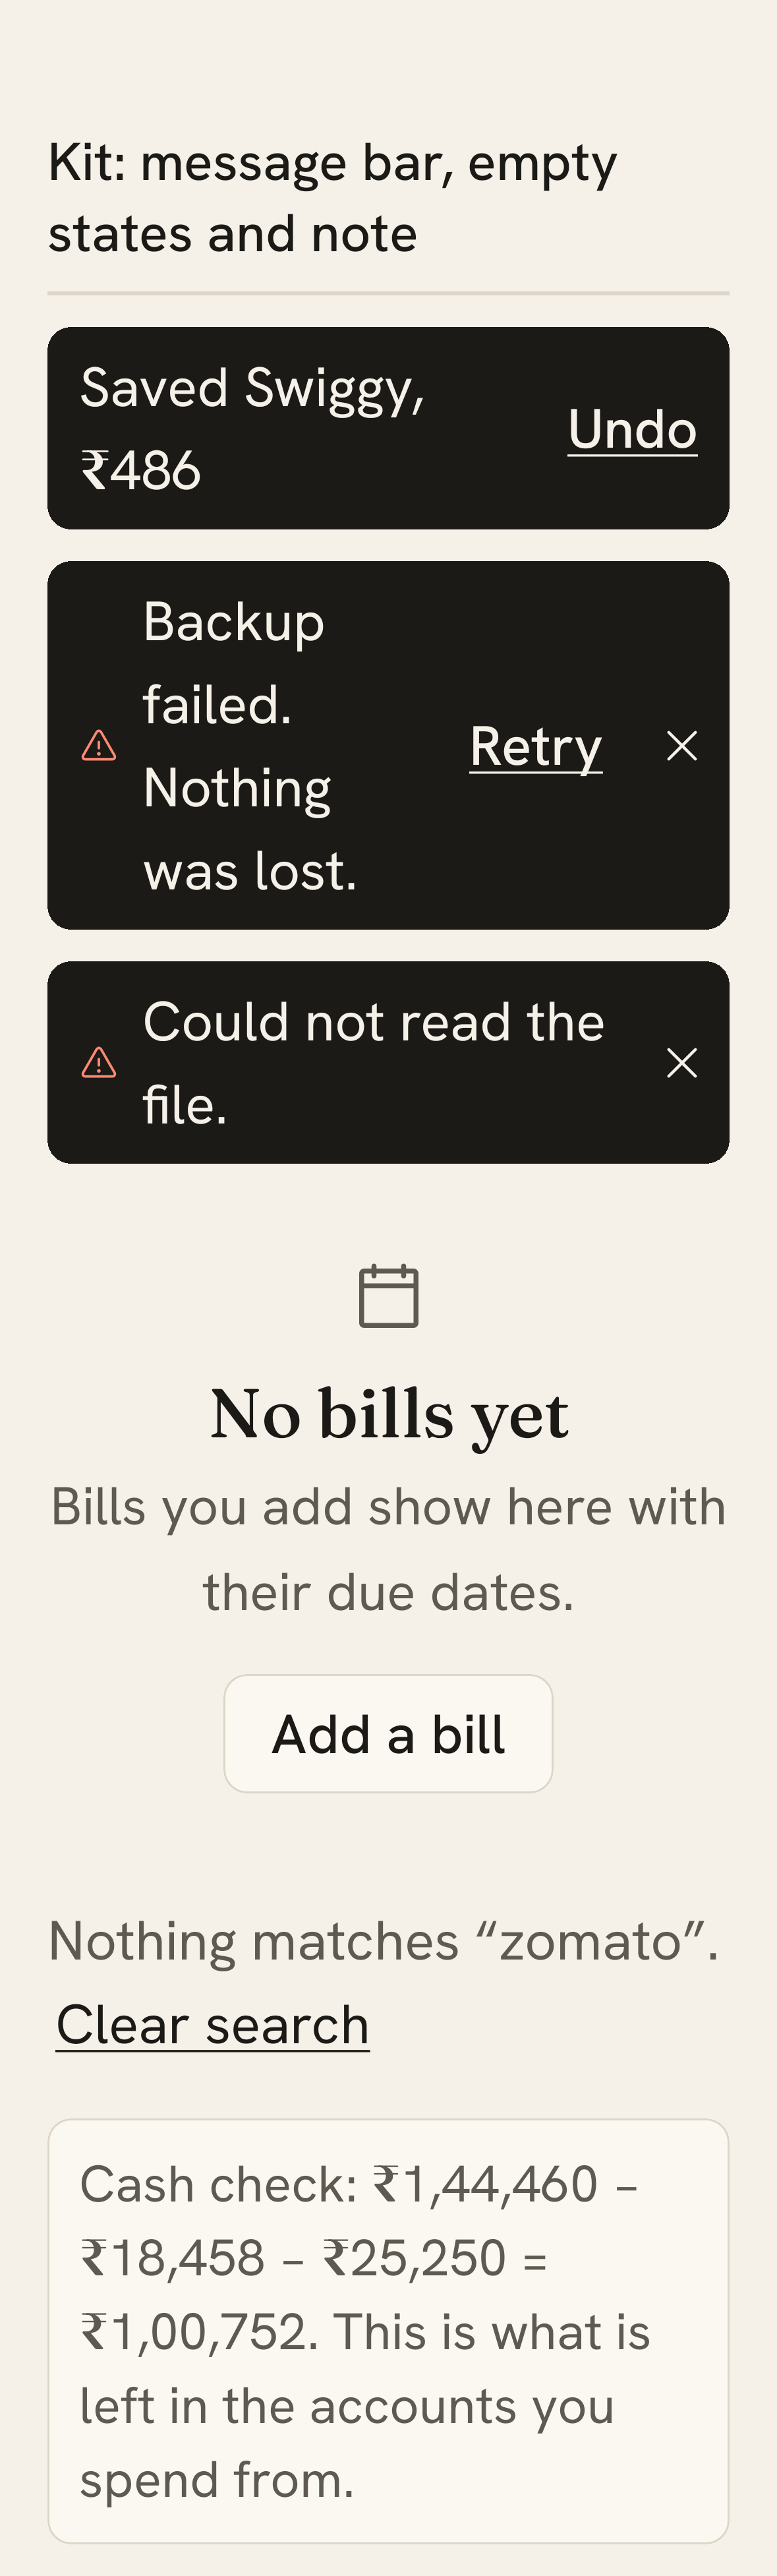 Kit: message bar, empty
states and note
Saved Swiggy,
₹486
Undo
Backup
failed.
Nothing
was lost.
Retry
Could not read the
file.
No bills yet
Bills you add show here with
their due dates.
Add a bill
Nothing matches “zomato”.
Clear search
Cash check: ₹1,44,460 –
₹18,458 – ₹25,250 =
₹1,00,752. This is what is
left in the accounts you
spend from.